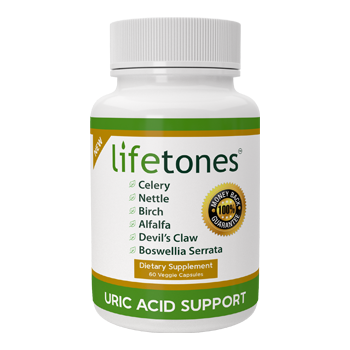 NEW
lifetones™
Celery
Nettle
Birch
Alfalfa
Devil's Claw
Boswellia Serrata
MONEY BACK
100%
GUARANTEE
Dietary Supplement
60 Veggie Capsules
URIC ACID SUPPORT